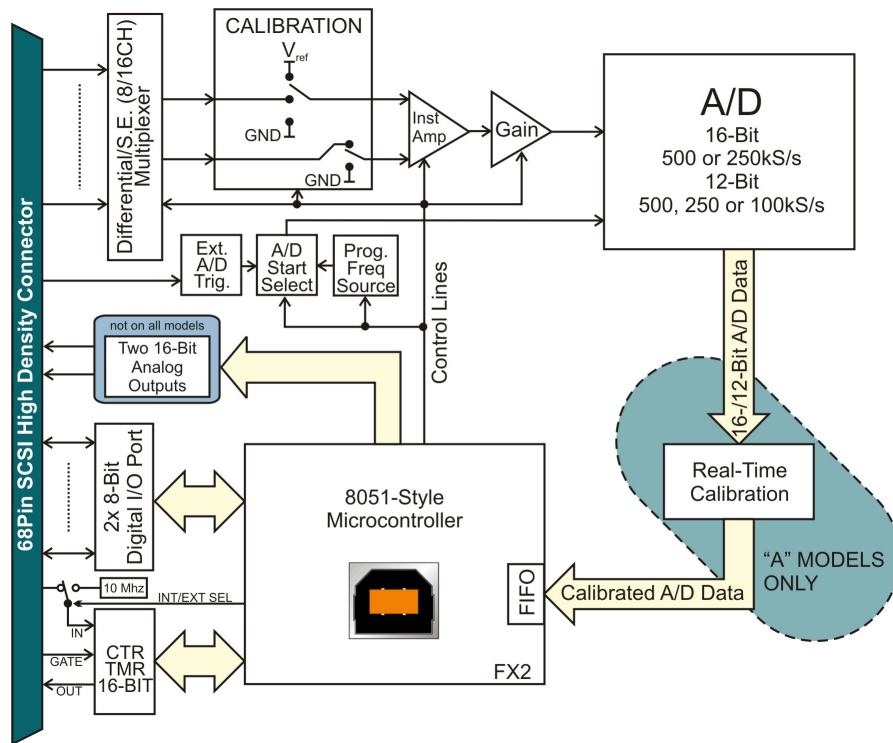 68Pin SCSI High Density Connector
Differential/S.E. (8/16CH)
Multiplexer
CALIBRATION
Vref
GND
GND
Inst
Amp
Gain
A/D
16-Bit
500 or 250kS/s
12-Bit
500, 250 or 100kS/s
Ext.
A/D
Trig.
A/D
Start
Select
Prog.
Freq
Source
Control Lines
16-/12-Bit A/D Data
not on all models
Two 16-Bit
Analog
Outputs
2x 8-Bit
Digital I/O Port
8051-Style
Microcontroller
Real-Time
Calibration
"A" MODELS
ONLY
FIFO
Calibrated A/D Data
10 Mhz
INT/EXT SEL
IN
GATE
OUT
CTR
TMR
16-BIT
FX2